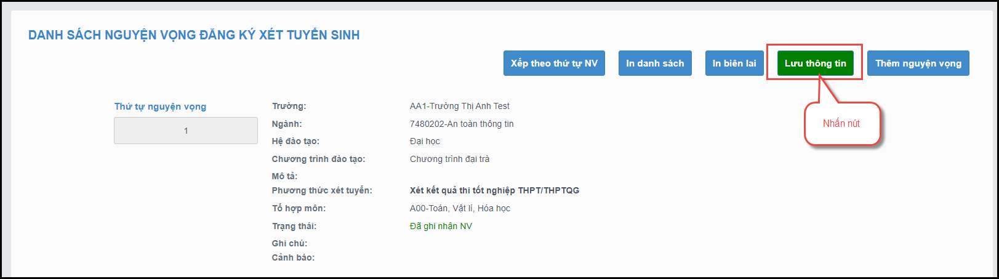 DANH SÁCH NGUYỆN VỌNG ĐĂNG KÝ XÉT TUYỂN SINH
Xếp theo thứ tự NV In danh sách In biên lai Lưu thông tin Thêm nguyện vọng
Nhấn nút
Thứ tự nguyện vọng
1
Trường: AA1-Trường Thị Anh Test
Ngành: 7480202-An toàn thông tin
Hệ đào tạo: Đại học
Chương trình đào tạo: Chương trình đại trà
Mô tả:
Phương thức xét tuyển: Xét kết quả thi tốt nghiệp THPT/THPTQG
Tổ hợp môn: A00-Toán, Vật lí, Hóa học
Trạng thái: Đã ghi nhận NV
Ghi chú:
Cảnh báo: